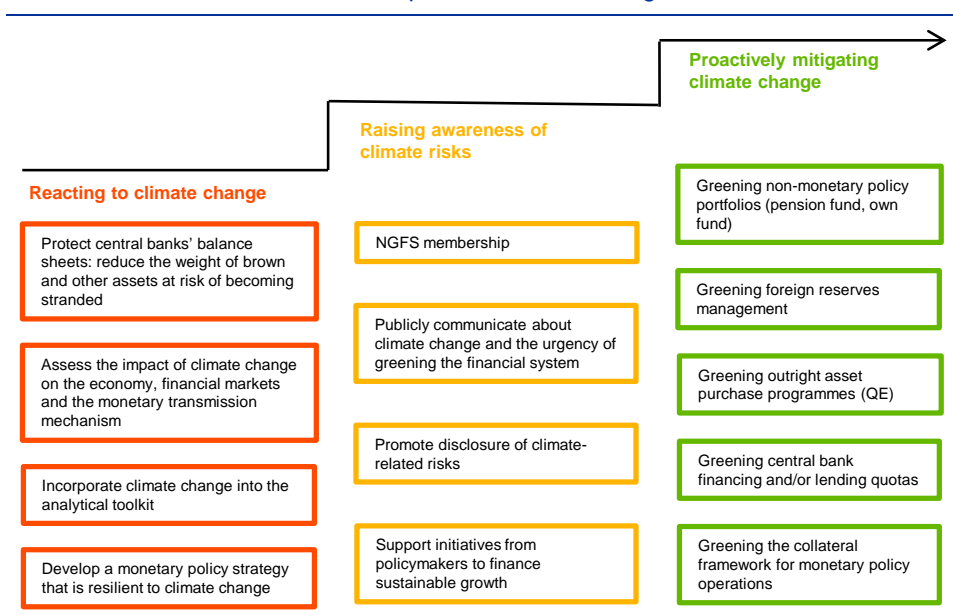 Proactively mitigating
climate change
Raising awareness of
climate risks
Reacting to climate change
Protect central banks' balance
sheets: reduce the weight of brown
and other assets at risk of becoming
stranded
Assess the impact of climate change
on the economy, financial markets
and the monetary transmission
mechanism
Incorporate climate change into the
analytical toolkit
Develop a monetary policy strategy
that is resilient to climate change
NGFS membership
Publicly communicate about
climate change and the urgency of
greening the financial system
Promote disclosure of climate-
related risks
Support initiatives from
policymakers to finance
sustainable growth
Greening non-monetary policy
portfolios (pension fund, own
fund)
Greening foreign reserves
management
Greening outright asset
purchase programmes (QE)
Greening central bank
financing and/or lending quotas
Greening the collateral
framework for monetary policy
operations